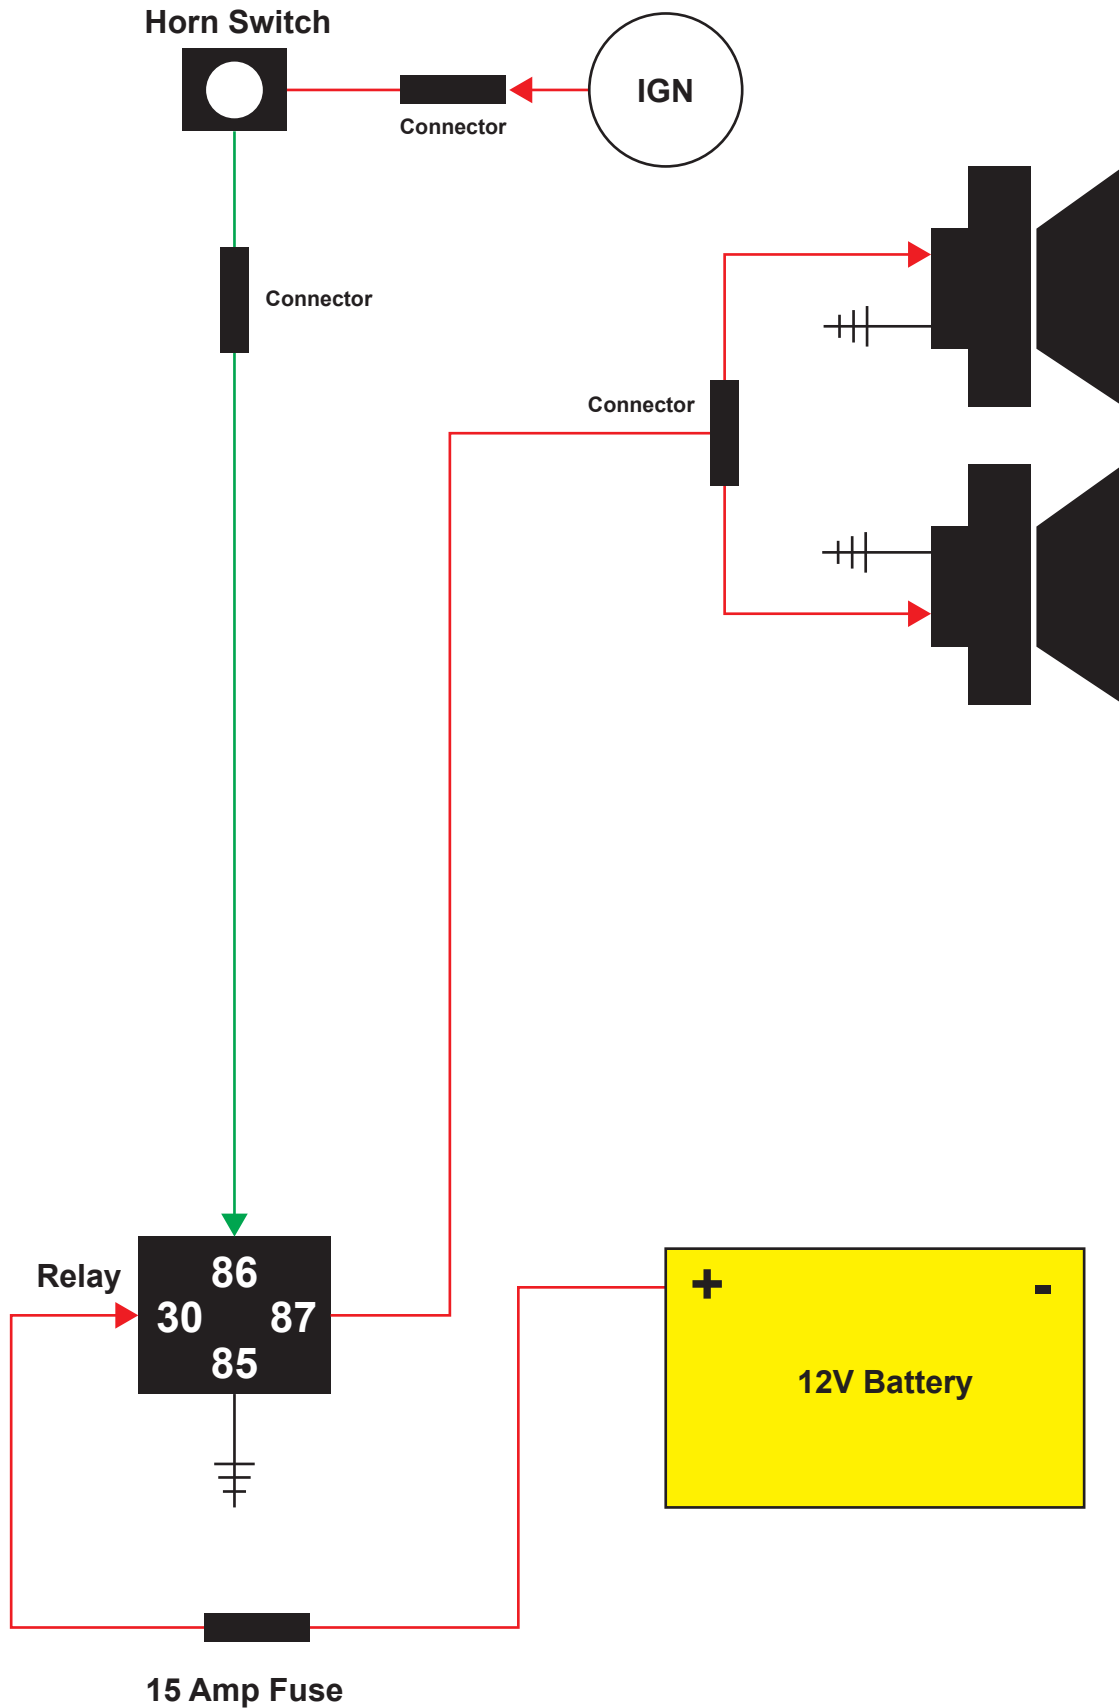 Horn Switch
IGN
Connector
Connector
Connector
Relay
86
30 87
85
+ -
12V Battery
15 Amp Fuse